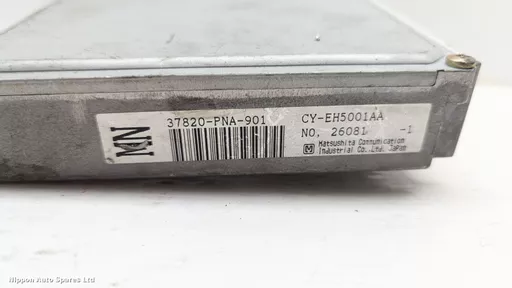 MN
37820-PNA-901
CY-EH5001AA
NO, 26081 -1
Matsushita Communication
Industrial Co., Ltd. Japan
Nippon Auto Spares Ltd